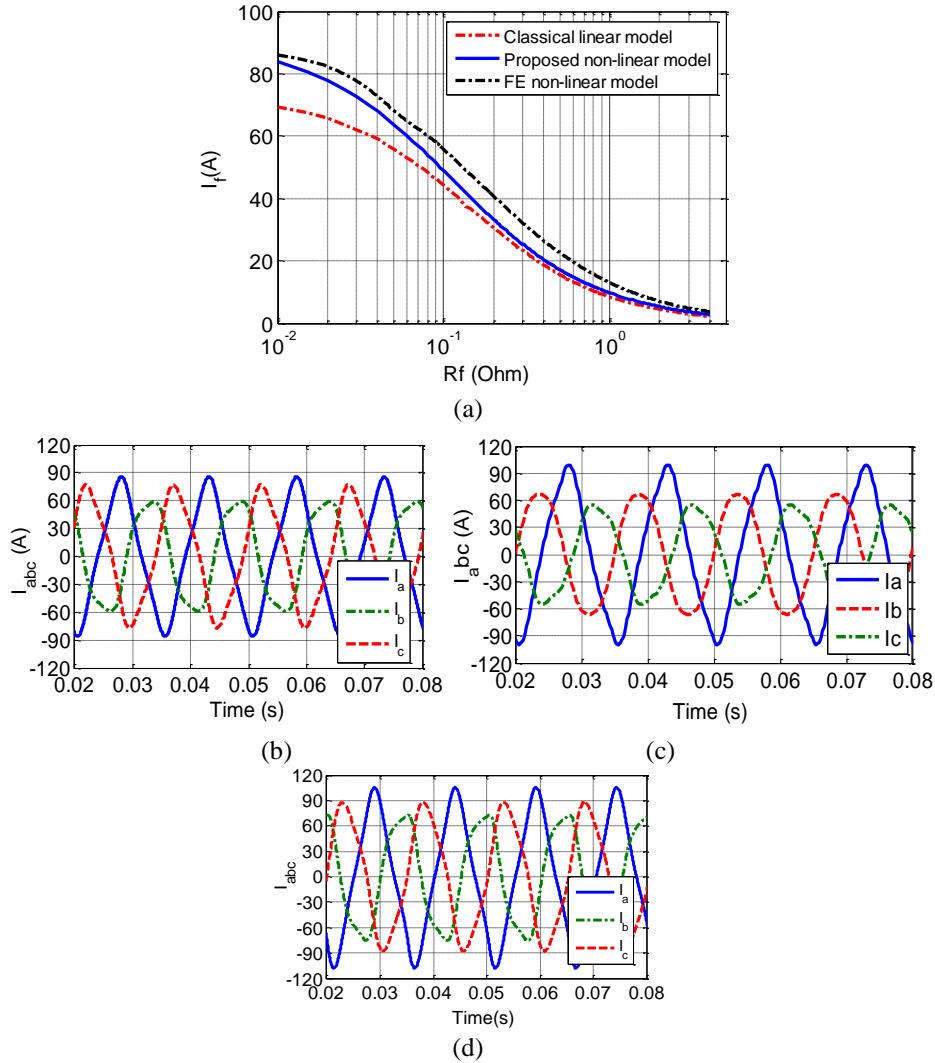 100
80
60
40
20
0
I_f(A)
Classical linear model
Proposed non-linear model
FE non-linear model
10^-2
10^-1
10^0
Rf (Ohm)
(a)
120
90
60
30
0
-30
-60
-90
-120
I_abc (A)
I_a
I_b
I_c
0.02 0.03 0.04 0.05 0.06 0.07 0.08
Time (s)
(b)
120
90
60
30
0
-30
-60
-90
-120
I_abc (A)
Ia
Ib
Ic
0.02 0.03 0.04 0.05 0.06 0.07 0.08
Time (s)
(c)
120
90
60
30
0
-30
-60
-90
-120
I_abc
I_a
I_b
I_c
0.02 0.03 0.04 0.05 0.06 0.07 0.08
Time(s)
(d)